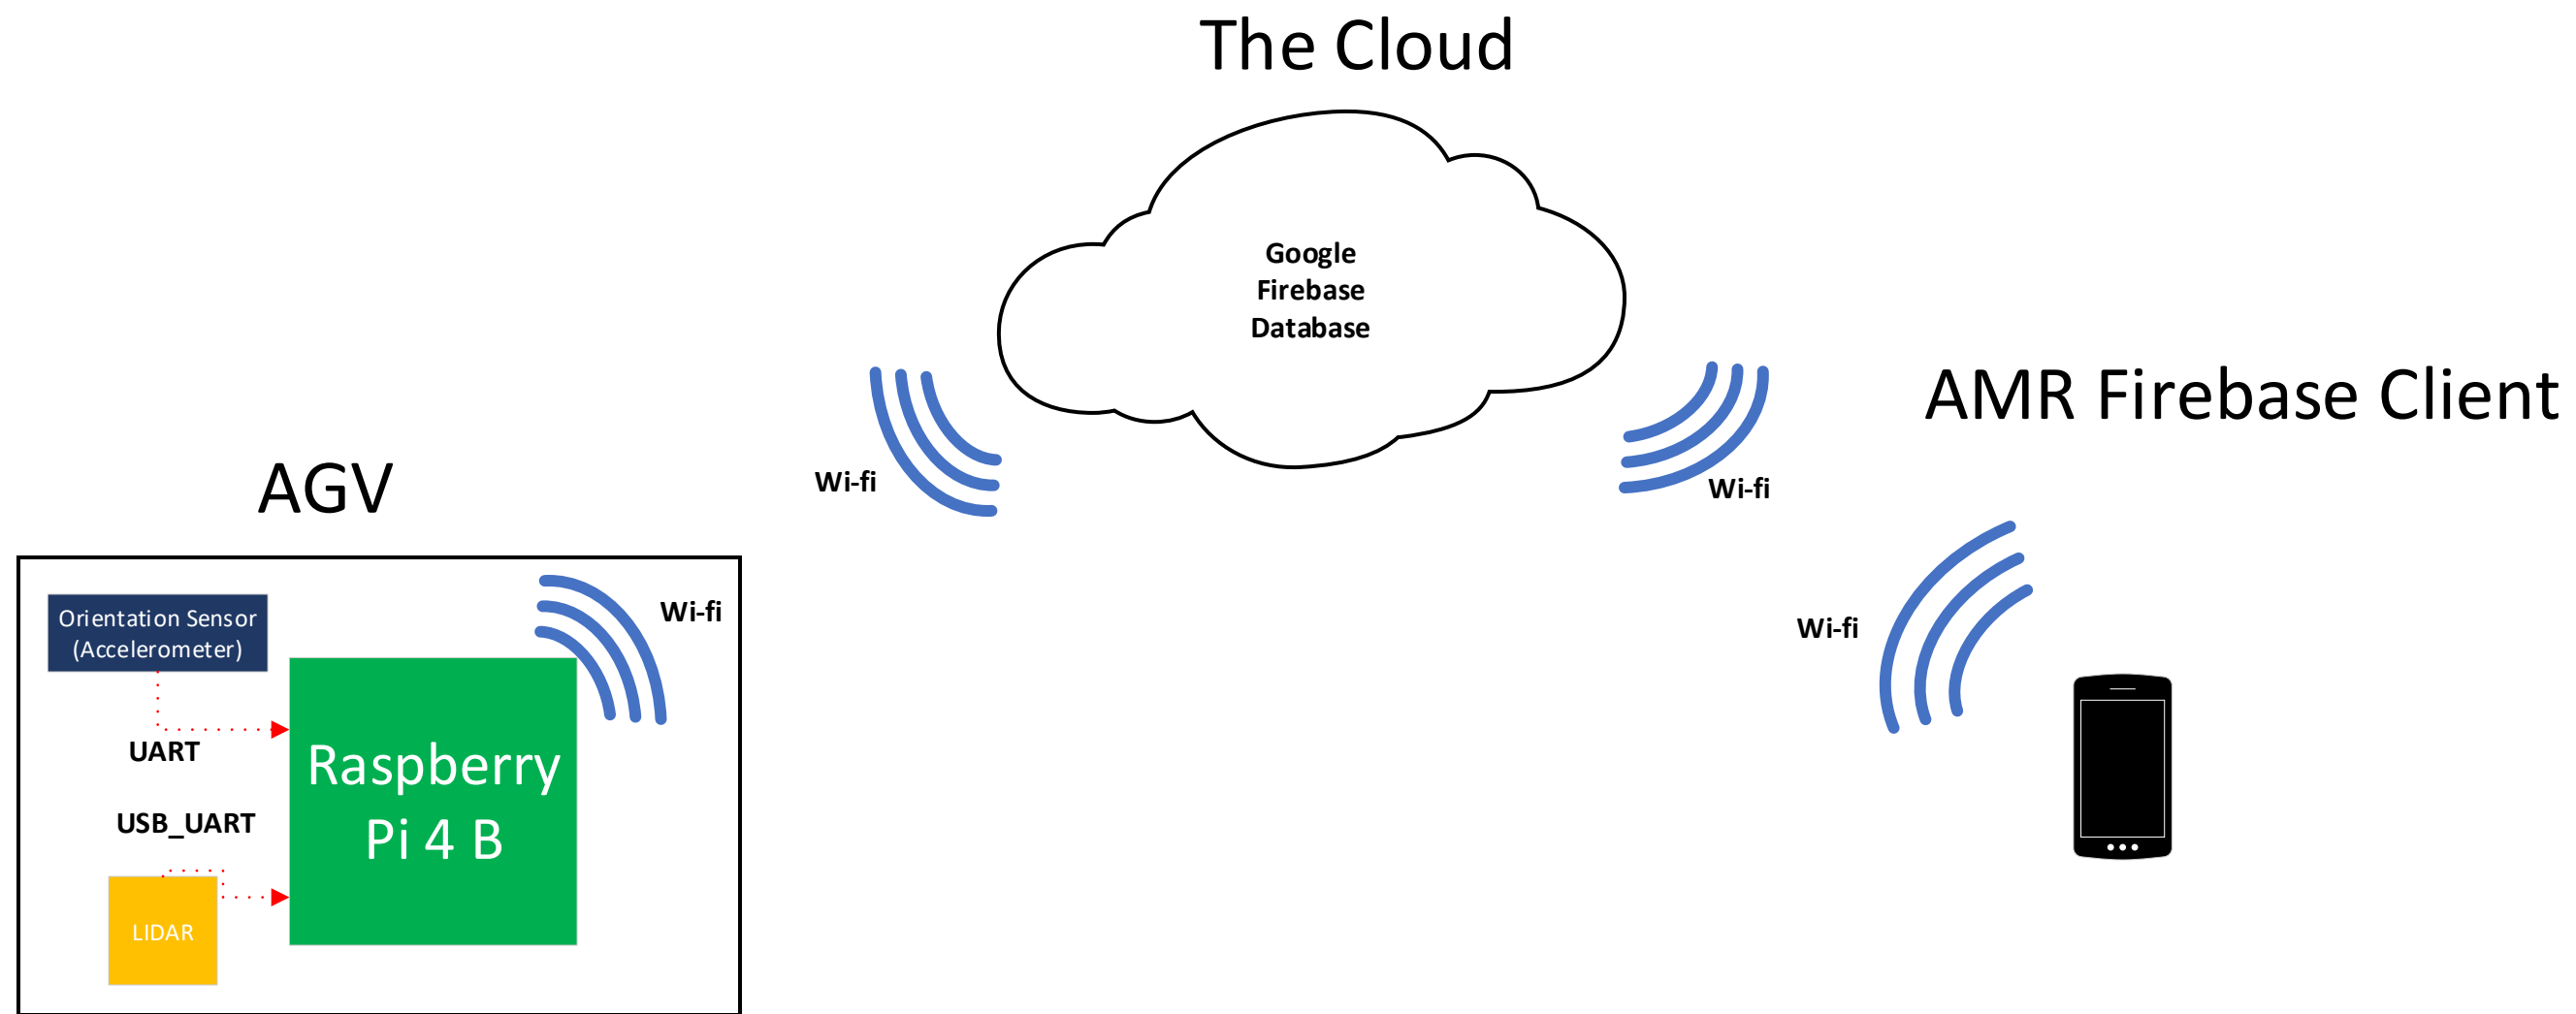 The Cloud
Google
Firebase
Database
AMR Firebase Client
Wi-fi
Wi-fi
AGV
Wi-fi
Orientation Sensor
(Accelerometer)
Wi-fi
UART
Raspberry
Pi 4 B
USB_UART
LIDAR